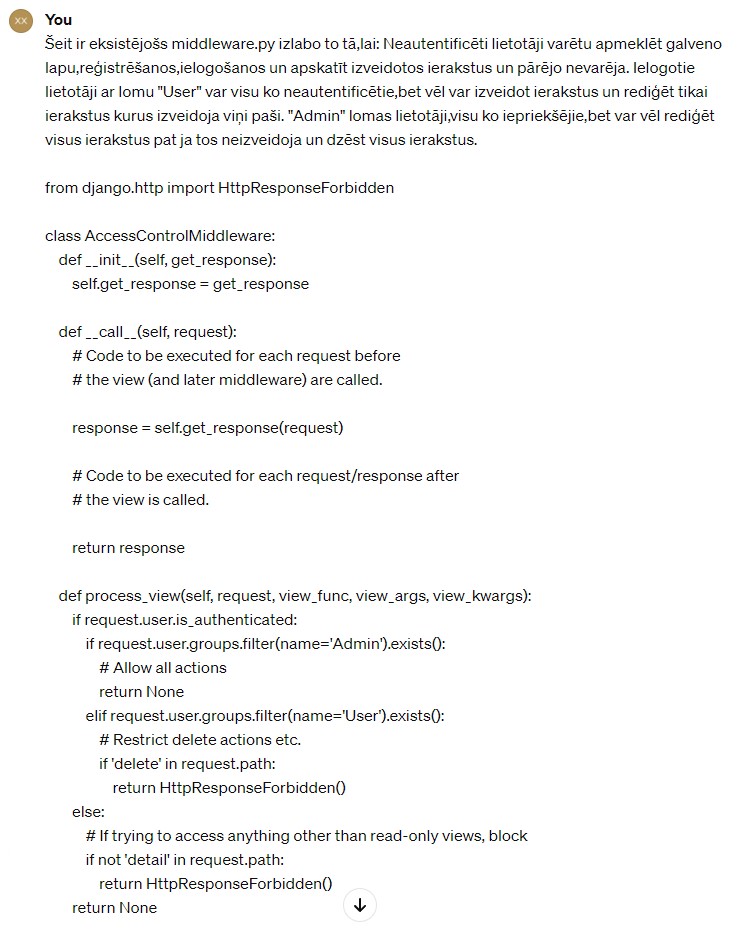 XX You
Šeit ir eksistējošs middleware.py izlabo to tā,lai: Neautentificēti lietotāji varētu apmeklēt galveno
lapu,reģistrēšanos,ielogošanos un apskatīt izveidotos ierakstus un pārējo nevarēja. Ielogotie
lietotāji ar lomu "User" var visu ko neautentificētie,bet vēl var izveidot ierakstus un rediģēt tikai
ierakstus kurus izveidoja viņi paši. "Admin" lomas lietotāji,visu ko iepriekšējie,bet var vēl rediģēt
visus ierakstus pat ja tos neizveidoja un dzēst visus ierakstus.
from django.http import HttpResponseForbidden
class AccessControlMiddleware:
def __init__(self, get_response):
self.get_response = get_response
def __call__(self, request):
# Code to be executed for each request before
# the view (and later middleware) are called.
response = self.get_response(request)
# Code to be executed for each request/response after
# the view is called.
return response
def process_view(self, request, view_func, view_args, view_kwargs):
if request.user.is_authenticated:
if request.user.groups.filter(name='Admin').exists():
# Allow all actions
return None
elif request.user.groups.filter(name='User').exists():
# Restrict delete actions etc.
if 'delete' in request.path:
return HttpResponseForbidden()
else:
# If trying to access anything other than read-only views, block
if not 'detail' in request.path:
return HttpResponseForbidden()
return None